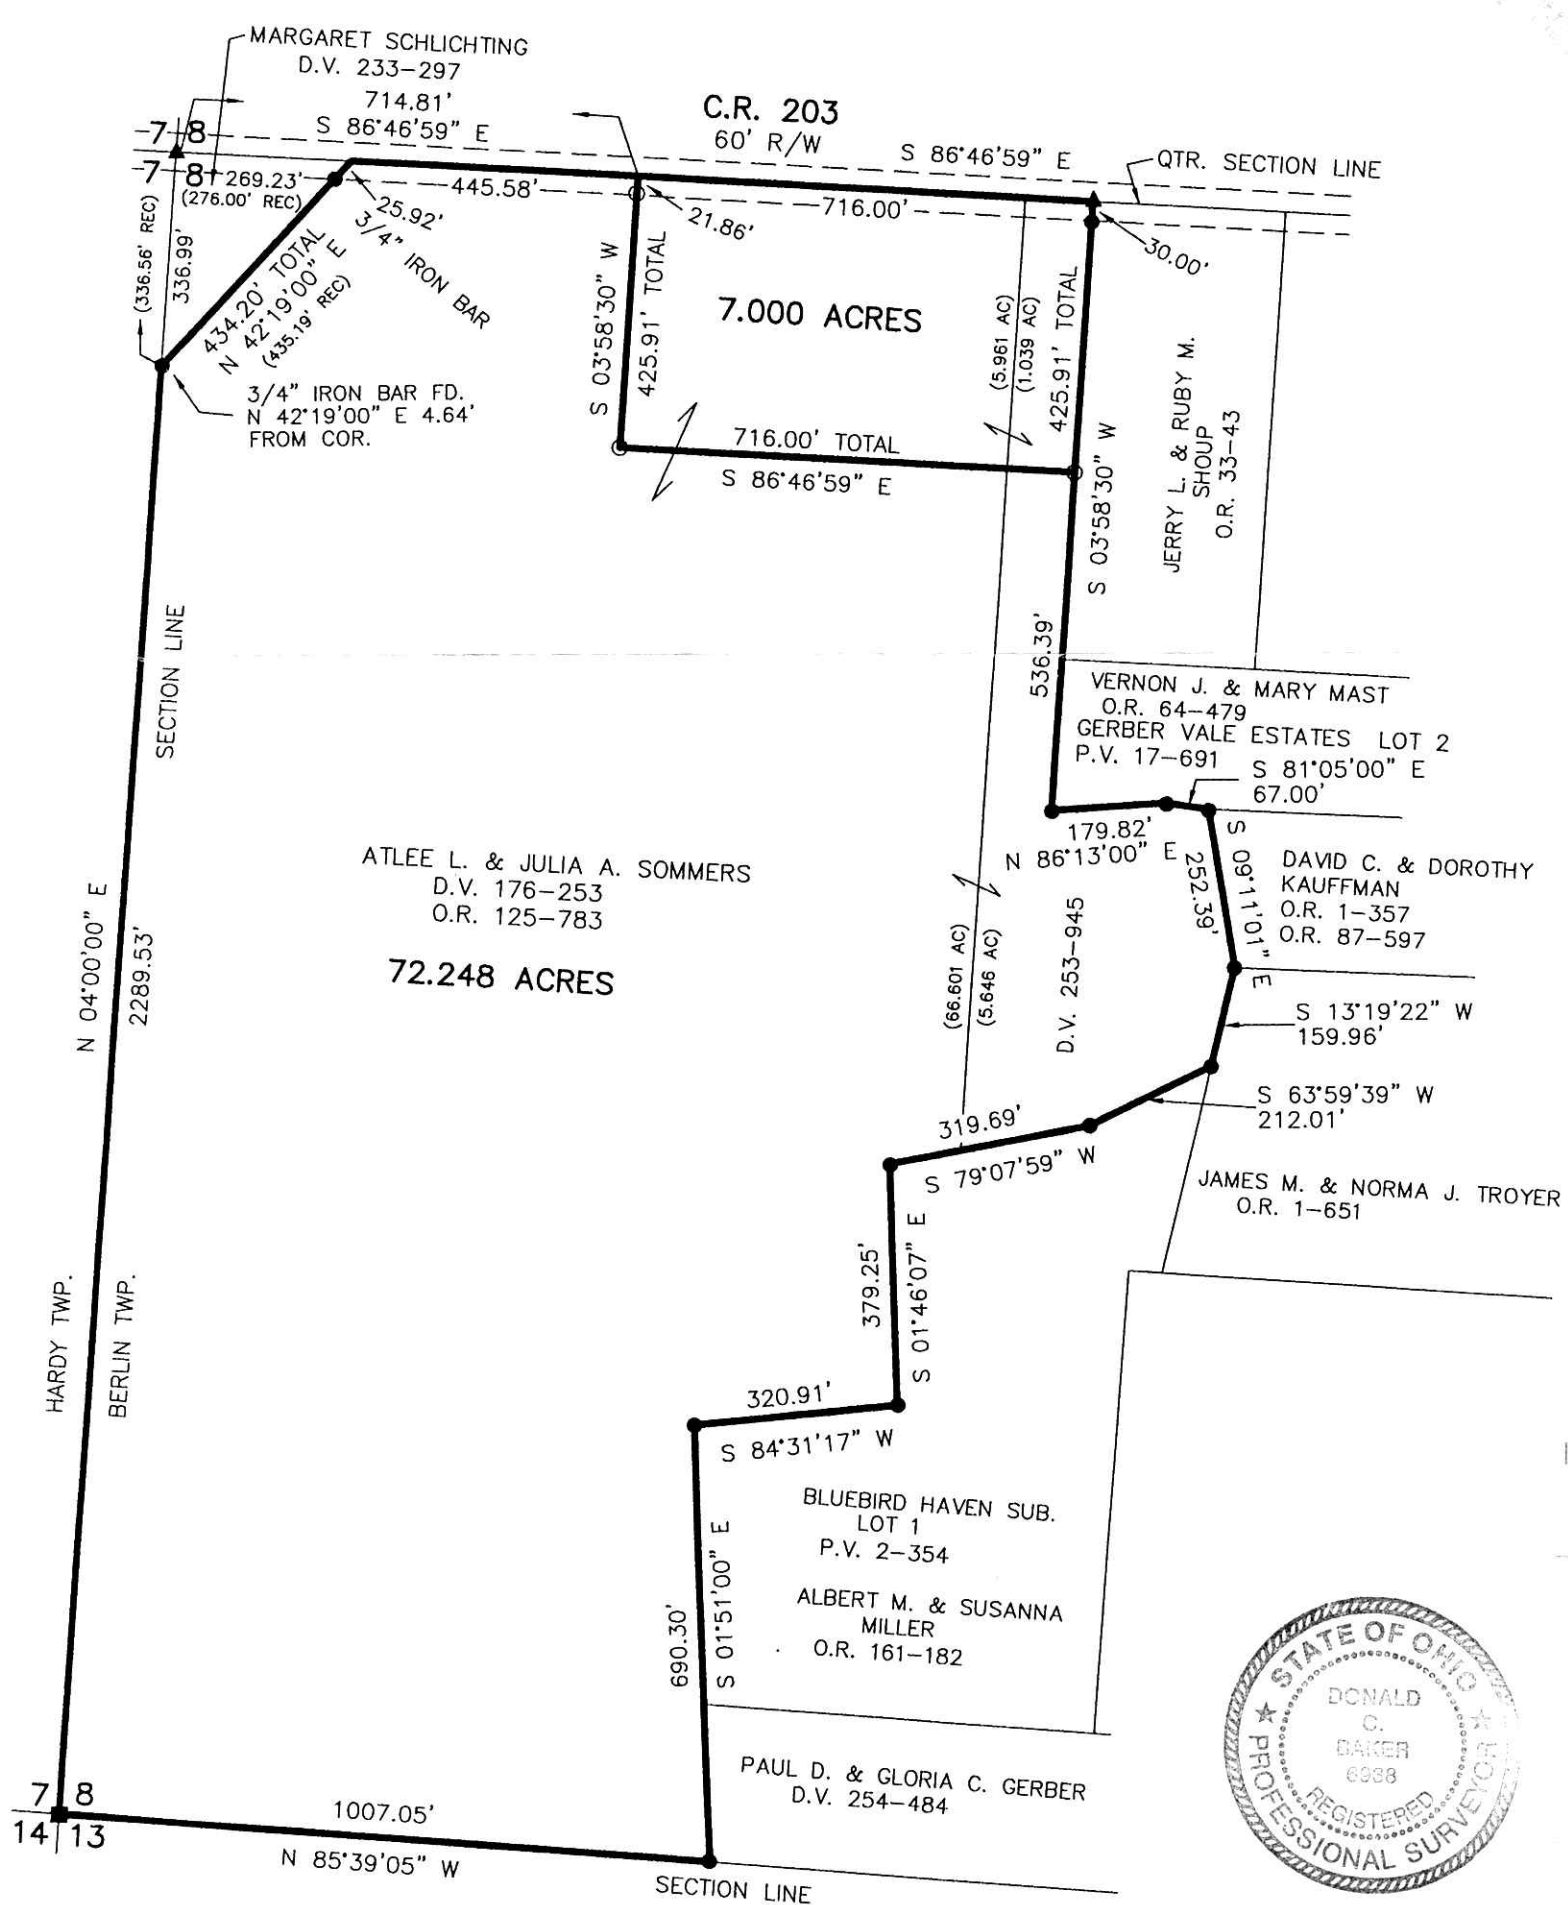 MARGARET SCHLICHTING
D.V. 233-297
714.81'
S 86°46'59" E
C.R. 203
60' R/W
S 86°46'59" E
QTR. SECTION LINE
7 8
7 8
269.23'
(276.00' REC)
445.58'
716.00'
25.92'
3/4" IRON BAR
21.86'
30.00'
(336.56' REC)
336.99'
434.20' TOTAL
N 42°19'00" E
(435.19' REC)
3/4" IRON BAR FD.
N 42°19'00" E 4.64'
FROM COR.
S 03°58'30" W
425.91' TOTAL
7.000 ACRES
(5.961 AC)
(1.039 AC)
425.91' TOTAL
716.00' TOTAL
S 86°46'59" E
S 03°58'30" W
JERRY L. & RUBY M.
SHOUP
O.R. 33-43
536.39'
SECTION LINE
VERNON J. & MARY MAST
O.R. 64-479
GERBER VALE ESTATES LOT 2
P.V. 17-691
S 81°05'00" E
67.00'
179.82'
N 86°13'00" E
252.39'
S 09°11'01" E
DAVID C. & DOROTHY
KAUFFMAN
O.R. 1-357
O.R. 87-597
ATLEE L. & JULIA A. SOMMERS
D.V. 176-253
O.R. 125-783
72.248 ACRES
N 04°00'00" E
2289.53'
(66.601 AC)
(5.646 AC)
D.V. 253-945
S 13°19'22" W
159.96'
S 63°59'39" W
212.01'
319.69'
S 79°07'59" W
JAMES M. & NORMA J. TROYER
O.R. 1-651
379.25'
S 01°46'07" E
HARDY TWP.
BERLIN TWP.
320.91'
S 84°31'17" W
BLUEBIRD HAVEN SUB.
LOT 1
P.V. 2-354
ALBERT M. & SUSANNA
MILLER
O.R. 161-182
690.30'
S 01°51'00" E
PAUL D. & GLORIA C. GERBER
D.V. 254-484
7 8
14 13
1007.05'
N 85°39'05" W
SECTION LINE
STATE OF OHIO
DONALD
C.
BAKER
6938
REGISTERED
PROFESSIONAL SURVEYOR